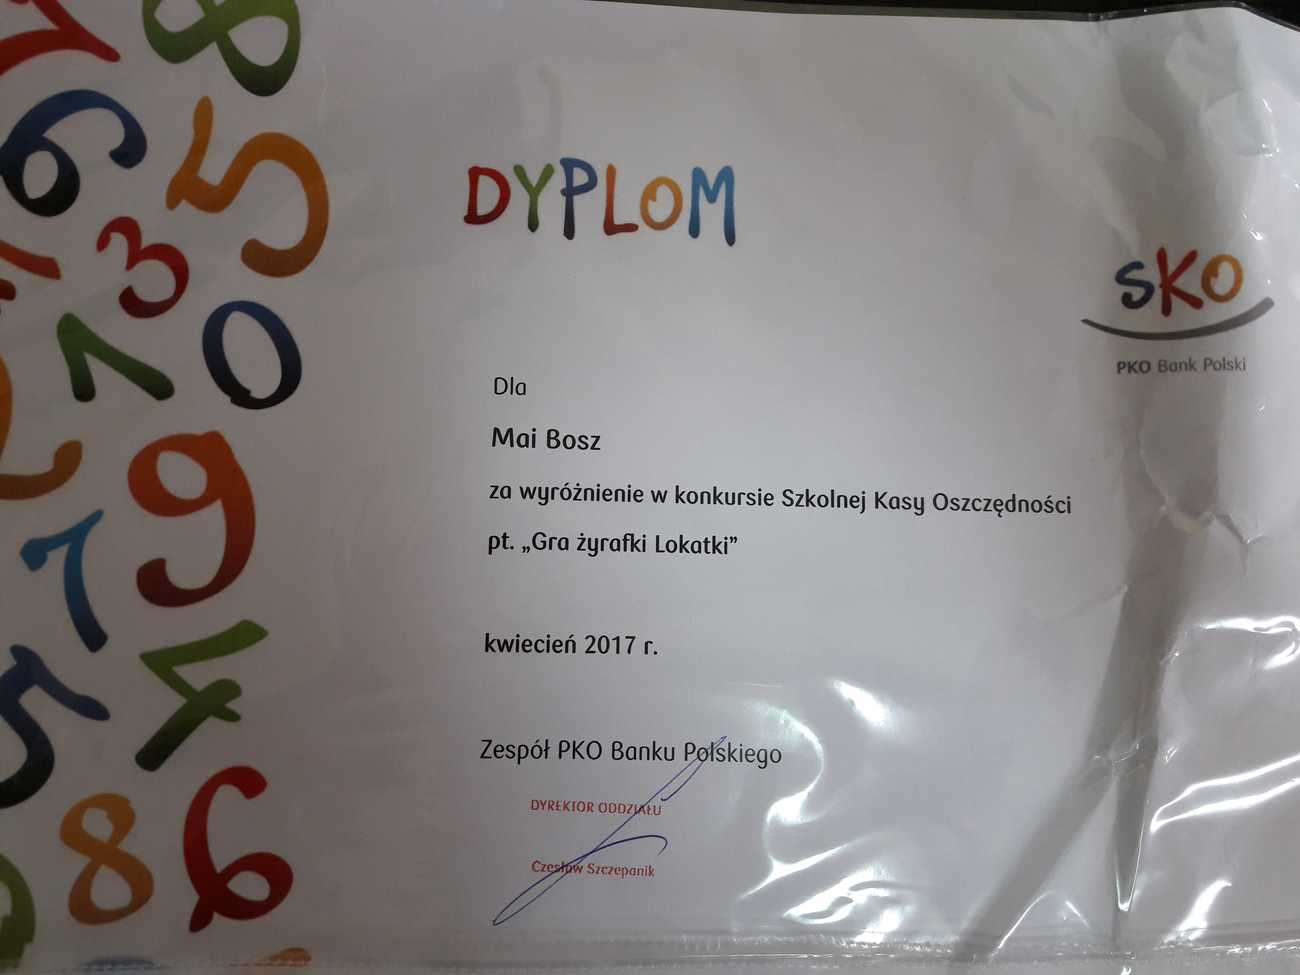 DYPLOM
SKO
PKO Bank Polski
Dla
Mai Bosz
za wyróżnienie w konkursie Szkolnej Kasy Oszczędności
pt. „Gra żyrafki Lokatki”
kwiecień 2017 r.
Zespół PKO Banku Polskiego
DYREKTOR ODDZIAŁU
Czesław Szczepanik